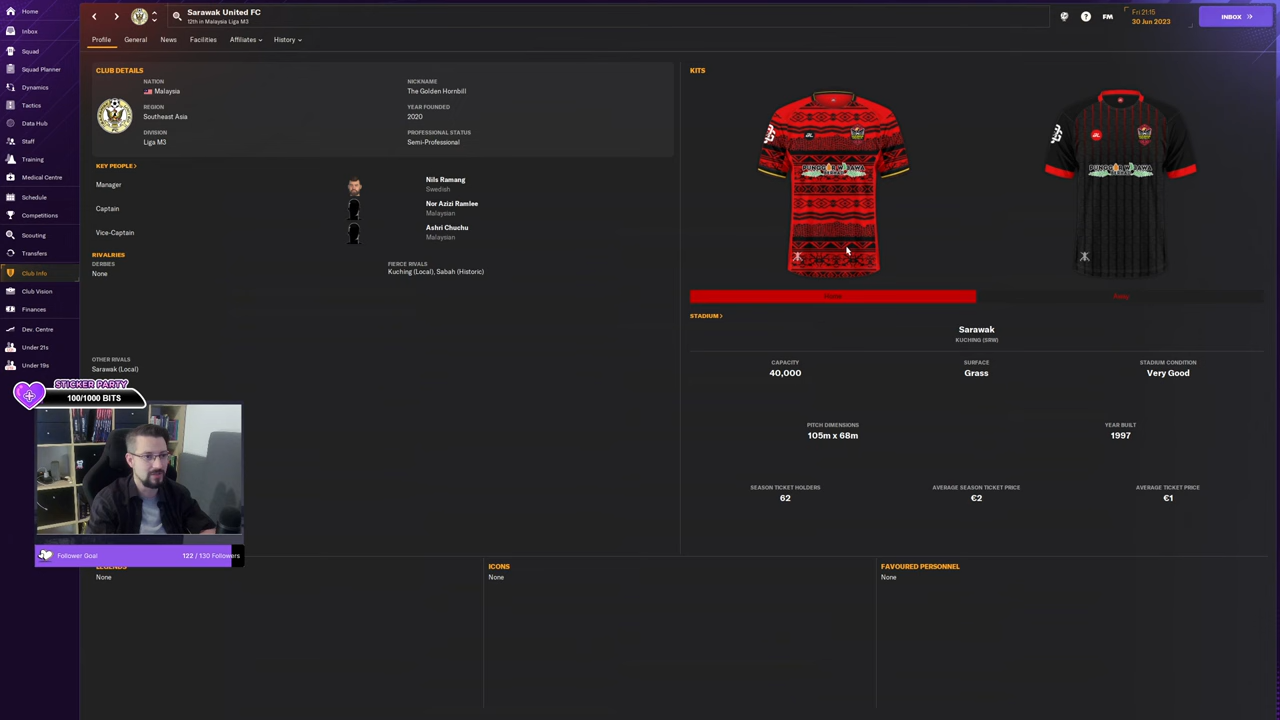 Home
Inbox
Squad
Squad Planner
Dynamics
Tactics
Data Hub
Staff
Training
Medical Centre
Schedule
Competitions
Scouting
Transfers
Club Info
Club Vision
Finances
Dev. Centre
Under 21s
Under 19s
Sarawak United FC
12th in Malaysia Liga M3
FM
Fri 21:15
30 Jun 2023
INBOX
Profile
General
News
Facilities
Affiliates
History
CLUB DETAILS
NATION
Malaysia
REGION
Southeast Asia
DIVISION
Liga M3
NICKNAME
The Golden Hornbill
YEAR FOUNDED
2020
PROFESSIONAL STATUS
Semi-Professional
KEY PEOPLE
Manager
Nils Ramang
Swedish
Captain
Nor Azizi Ramlee
Malaysian
Vice-Captain
Ashri Chuchu
Malaysian
RIVALRIES
DERBIES
None
FIERCE RIVALS
Kuching (Local), Sabah (Historic)
OTHER RIVALS
Sarawak (Local)
KITS
Home
STADIUM
Sarawak
KUCHING (SRW)
CAPACITY
40,000
SURFACE
Grass
STADIUM CONDITION
Very Good
PITCH DIMENSIONS
105m x 68m
YEAR BUILT
1997
SEASON TICKET HOLDERS
62
AVERAGE SEASON TICKET PRICE
€2
AVERAGE TICKET PRICE
€1
STICKER PARTY
100/1000 BITS
Follower Goal
122 / 130 Followers
LEGENDS
None
ICONS
None
FAVOURED PERSONNEL
None